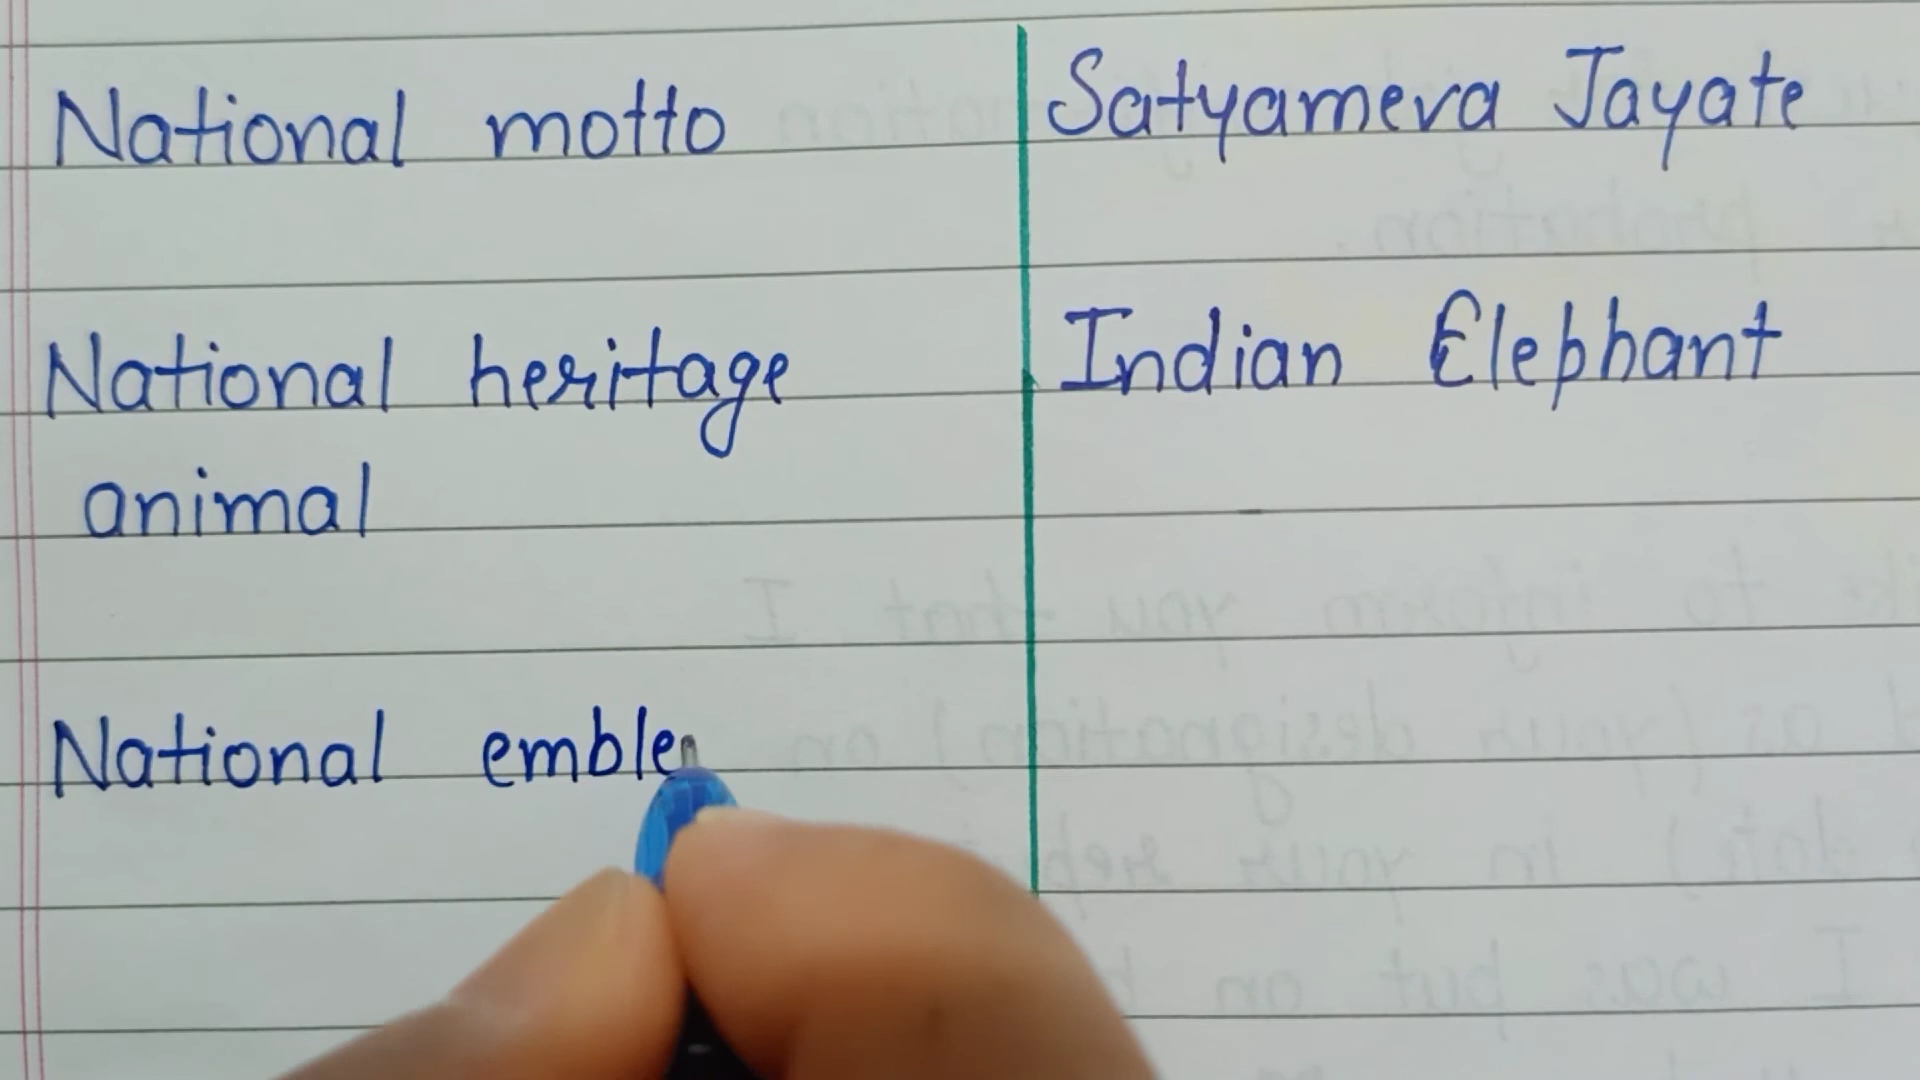 National motto Satyameva Jayate
National heritage Indian Elephant
animal
National emble